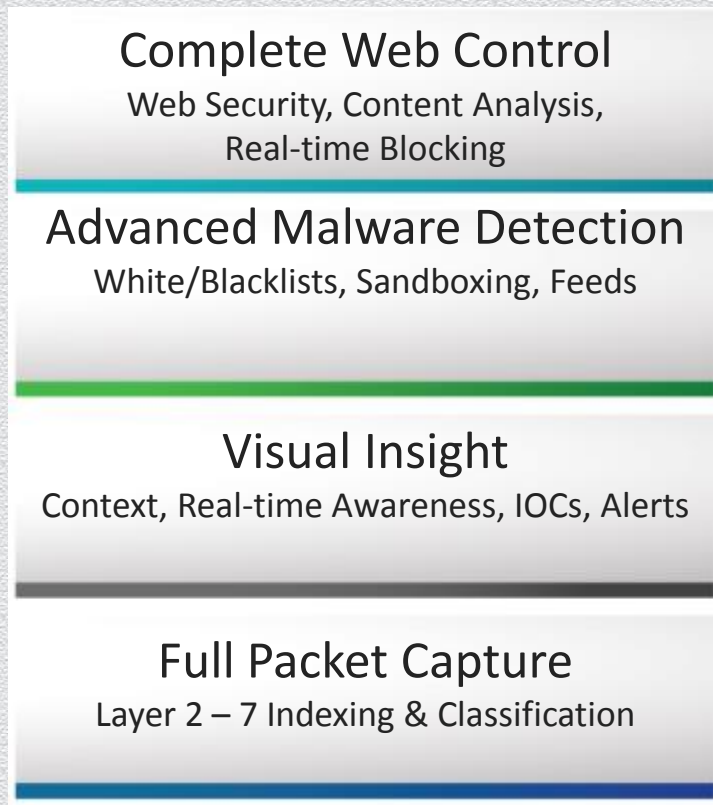 Complete Web Control
Web Security, Content Analysis,
Real-time Blocking
Advanced Malware Detection
White/Blacklists, Sandboxing, Feeds
Visual Insight
Context, Real-time Awareness, IOCs, Alerts
Full Packet Capture
Layer 2 – 7 Indexing & Classification